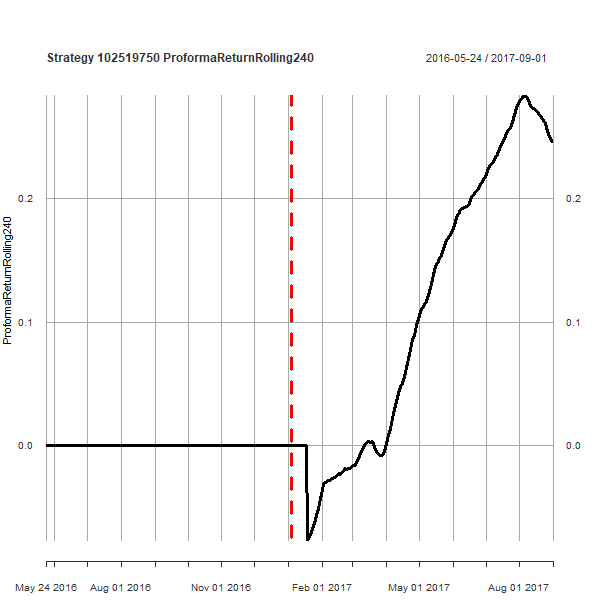 Strategy 102519750 ProformaReturnRolling240
2016-05-24 / 2017-09-01
ProformaReturnRolling240
0.2
0.2
0.1
0.1
0.0
0.0
May 24 2016
Aug 01 2016
Nov 01 2016
Feb 01 2017
May 01 2017
Aug 01 2017